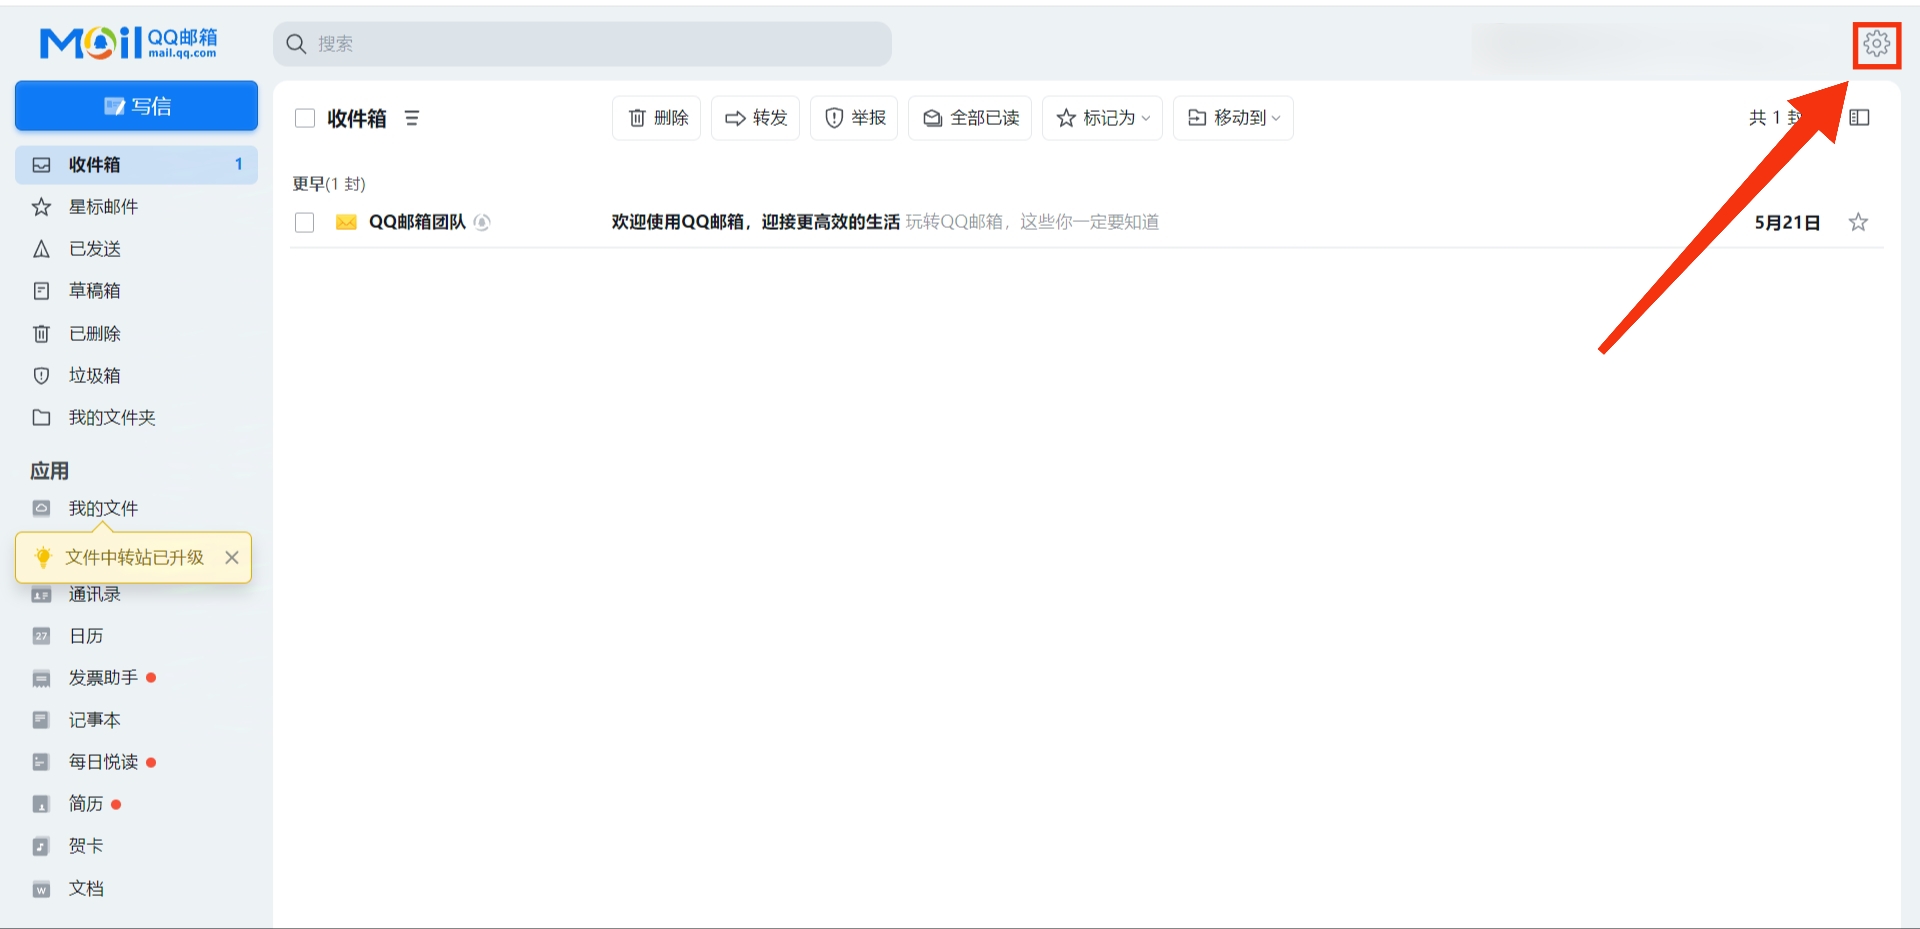 Mail QQ邮箱
mail.qq.com
搜索
写信
收件箱 删除 转发 举报 全部已读 标记为 移动到 共 1 封
收件箱 1
星标邮件
已发送
草稿箱
已删除
垃圾箱
我的文件夹
更早(1 封)
QQ邮箱团队 欢迎使用QQ邮箱，迎接更高效的生活 玩转QQ邮箱，这些你一定要知道 5月21日
应用
我的文件
文件中转站已升级
通讯录
27 日历
发票助手
记事本
每日悦读
简历
贺卡
W 文档